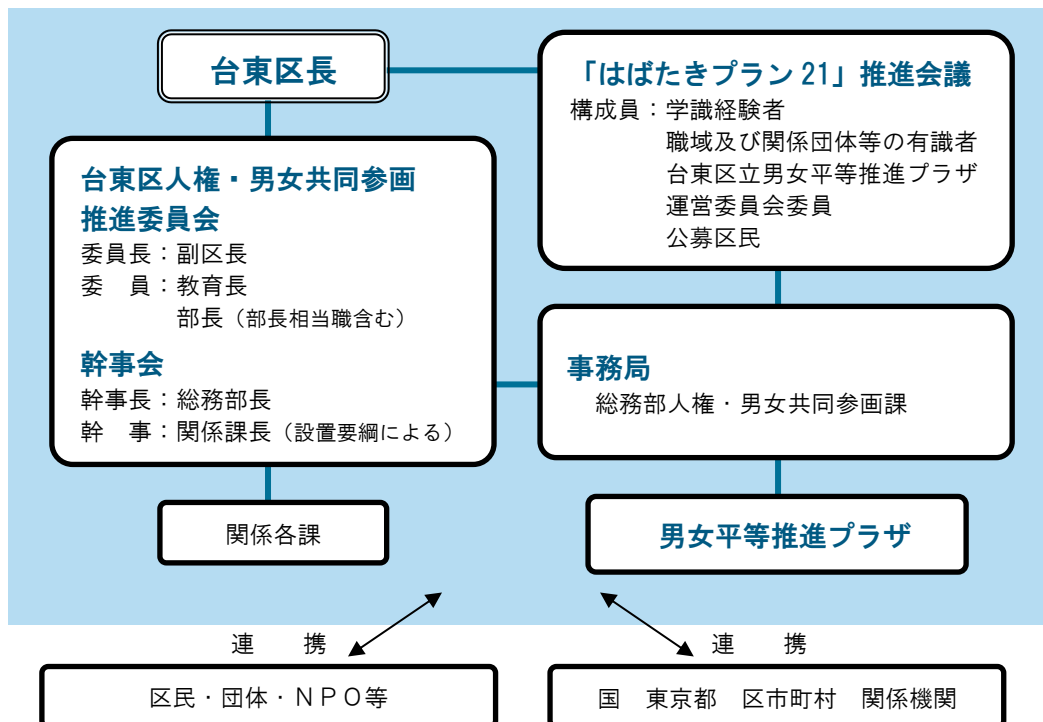 台東区長
「はばたきプラン21」推進会議
構成員：学識経験者
職域及び関係団体等の有識者
台東区立男女平等推進プラザ
運営委員会委員
公募区民
台東区人権・男女共同参画
推進委員会
委員長：副区長
委　員：教育長
部長（部長相当職含む）
幹事会
幹事長：総務部長
幹　事：関係課長（設置要綱による）
事務局
総務部人権・男女共同参画課
関係各課
男女平等推進プラザ
連　携
連　携
区民・団体・ＮＰＯ等
国　東京都　区市町村　関係機関